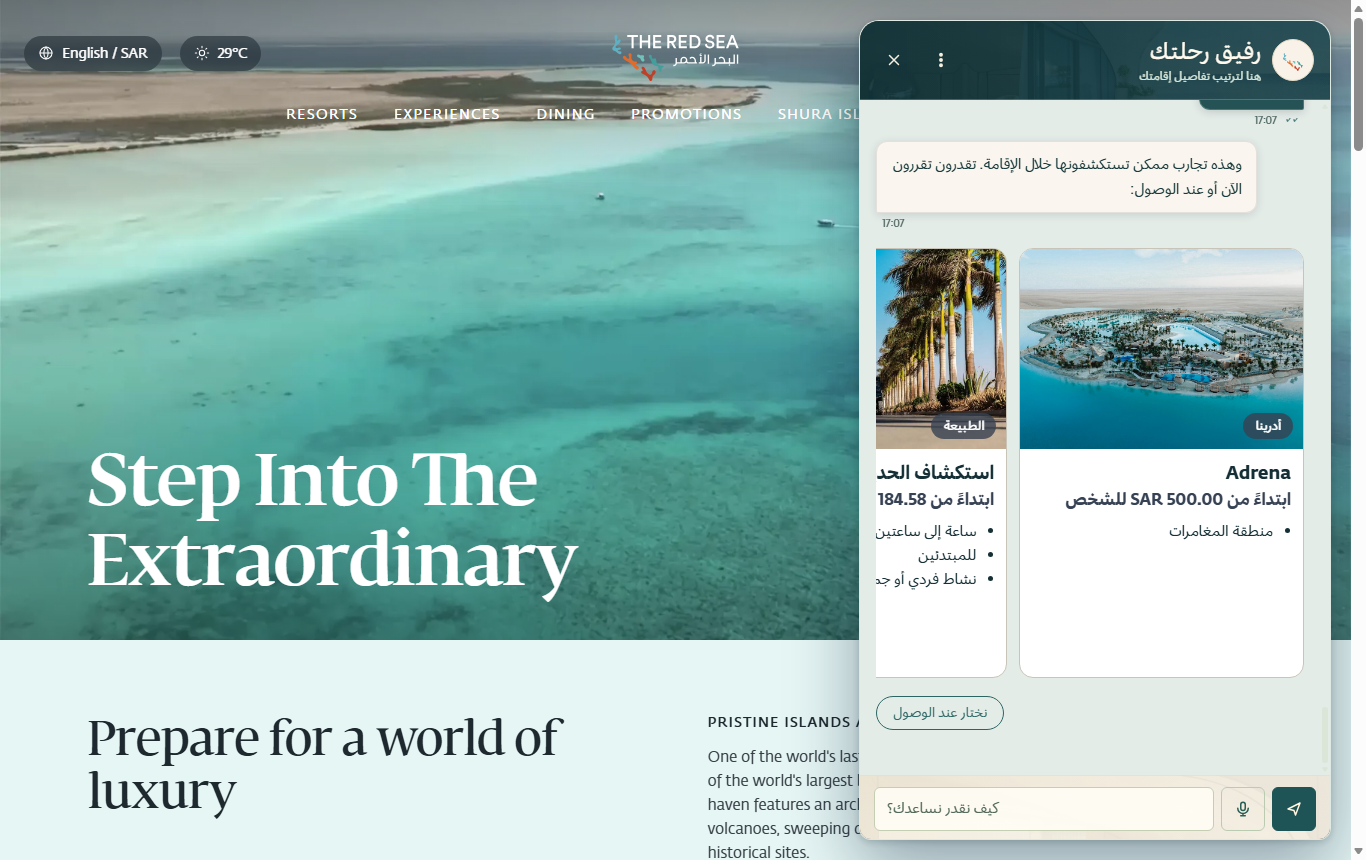 English / SAR
29°C
THE RED SEA
البحر الأحمر
RESORTS EXPERIENCES DINING PROMOTIONS SHURA ISL
Step Into The
Extraordinary
Prepare for a world of
luxury
PRISTINE ISLANDS
One of the world's las
of the world's largest
haven features an arc
volcanoes, sweeping
historical sites.
رفيق رحلتك
هنا لترتيب تفاصيل إقامتك
17:07
وهذه تجارب ممكن تستكشفونها خلال الإقامة. تقدرون تقررون
الآن أو عند الوصول:
17:07
أدرينا
Adrena
ابتداءً من SAR 500.00 للشخص
منطقة المغامرات
الطبيعة
استكشاف الحد
ابتداءً من 184.58
ساعة إلى ساعتين
للمبتدئين
نشاط فردي أو جم
نختار عند الوصول
كيف نقدر نساعدك؟